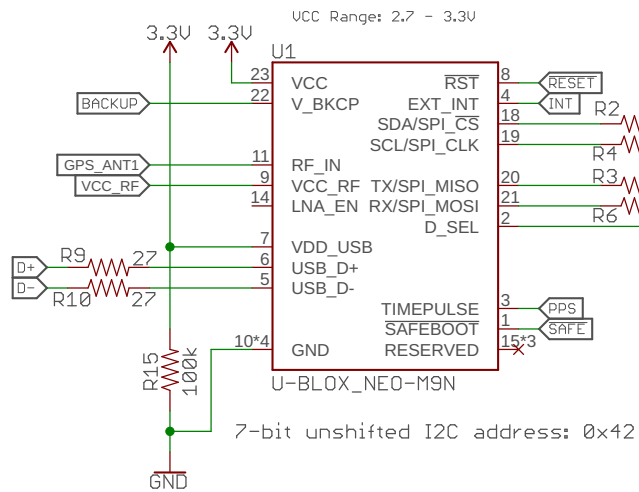 VCC Range: 2.7 - 3.3V
3.3V
3.3V
U1
23
VCC
RST
8
RESET
BACKUP
22
V_BKCP
EXT_INT
4
INT
SDA/SPI_CS
18
R2
SCL/SPI_CLK
19
R4
GPS_ANT1
11
RF_IN
VCC_RF
9
VCC_RF
TX/SPI_MISO
20
R3
14
LNA_EN
RX/SPI_MOSI
21
R6
D_SEL
2
7
VDD_USB
D+
R9
27
6
USB_D+
D-
R10
27
5
USB_D-
TIMEPULSE
3
PPS
SAFEBOOT
1
SAFE
10*4
GND
RESERVED
15*3
R15
100k
U-BLOX_NEO-M9N
7-bit unshifted I2C address: 0x42
GND